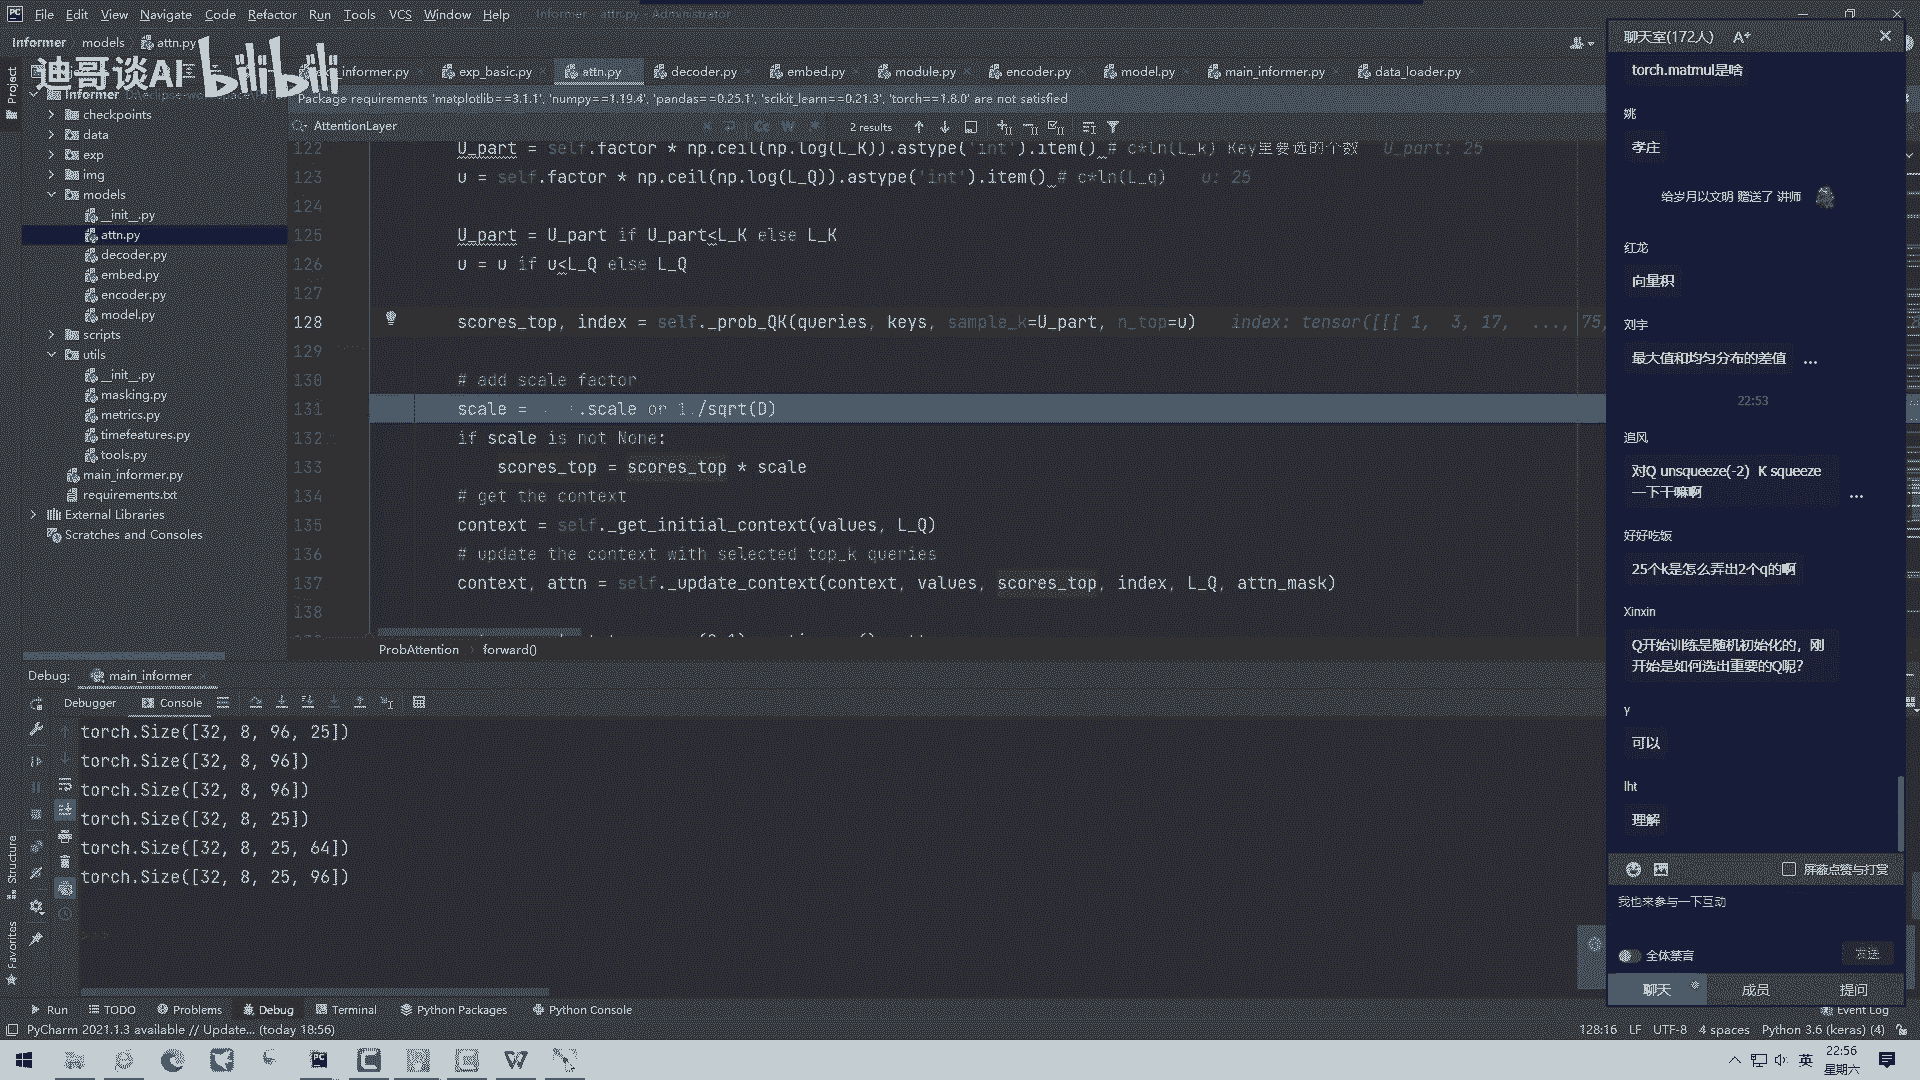 File Edit View Navigate Code Refactor Run Tools VCS Window Help Informer - attn.py - Administrator
Informer models attn.py
迪哥谈AI bilibili
informer.py exp_basic.py attn.py decoder.py embed.py module.py encoder.py model.py main_informer.py data_loader.py
Package requirements 'matplotlib==3.1.1', 'numpy==1.19.4', 'pandas==0.25.1', 'scikit_learn==0.21.3', 'torch==1.8.0' are not satisfied
AttentionLayer Cc W 2 results
Project
Informer
checkpoints
data
exp
img
models
__init__.py
attn.py
decoder.py
embed.py
encoder.py
model.py
scripts
utils
__init__.py
masking.py
metrics.py
timefeatures.py
tools.py
main_informer.py
requirements.txt
External Libraries
Scratches and Consoles
122 U_part = self.factor * np.ceil(np.log(L_K)).astype('int').item() # c*ln(L_k) Key里要选的个数 U_part: 25
123 u = self.factor * np.ceil(np.log(L_Q)).astype('int').item() # c*ln(L_q) u: 25
124
125 U_part = U_part if U_part<L_K else L_K
126 u = u if u<L_Q else L_Q
127
128 scores_top, index = self._prob_QK(queries, keys, sample_k=U_part, n_top=u) index: tensor([[[ 1, 3, 17, ..., 75,
129
130 # add scale factor
131 scale = .scale or 1./sqrt(D)
132 if scale is not None:
133 scores_top = scores_top * scale
134 # get the context
135 context = self._get_initial_context(values, L_Q)
136 # update the context with selected top_k queries
137 context, attn = self._update_context(context, values, scores_top, index, L_Q, attn_mask)
138
ProbAttention forward()
Debug: main_informer
Debugger Console
torch.Size([32, 8, 96, 25])
torch.Size([32, 8, 96])
torch.Size([32, 8, 96])
torch.Size([32, 8, 25])
torch.Size([32, 8, 25, 64])
torch.Size([32, 8, 25, 96])
>>>
Structure
Favorites
Run TODO Problems Debug Terminal Python Packages Python Console Event Log
PyCharm 2021.1.3 available // Update... (today 18:56) 128:16 LF UTF-8 4 spaces Python 3.6 (keras) (4)
聊天室(172人) A+
torch.matmul是啥
姚
孝庄
给岁月以文明 赠送了 讲师
红龙
向量积
刘宇
最大值和均匀分布的差值 ...
22:53
追风
对Q unsqueeze(-2) K squeeze
一下干嘛啊 ...
好好吃饭
25个k是怎么弄出2个q的啊
Xinxin
Q开始训练是随机初始化的，刚
开始是如何选出重要的Q呢？
y
可以
lht
理解
屏蔽点赞与打赏
我也来参与一下互动
全体禁言 发送
聊天 成员 提问
英 22:56
星期六